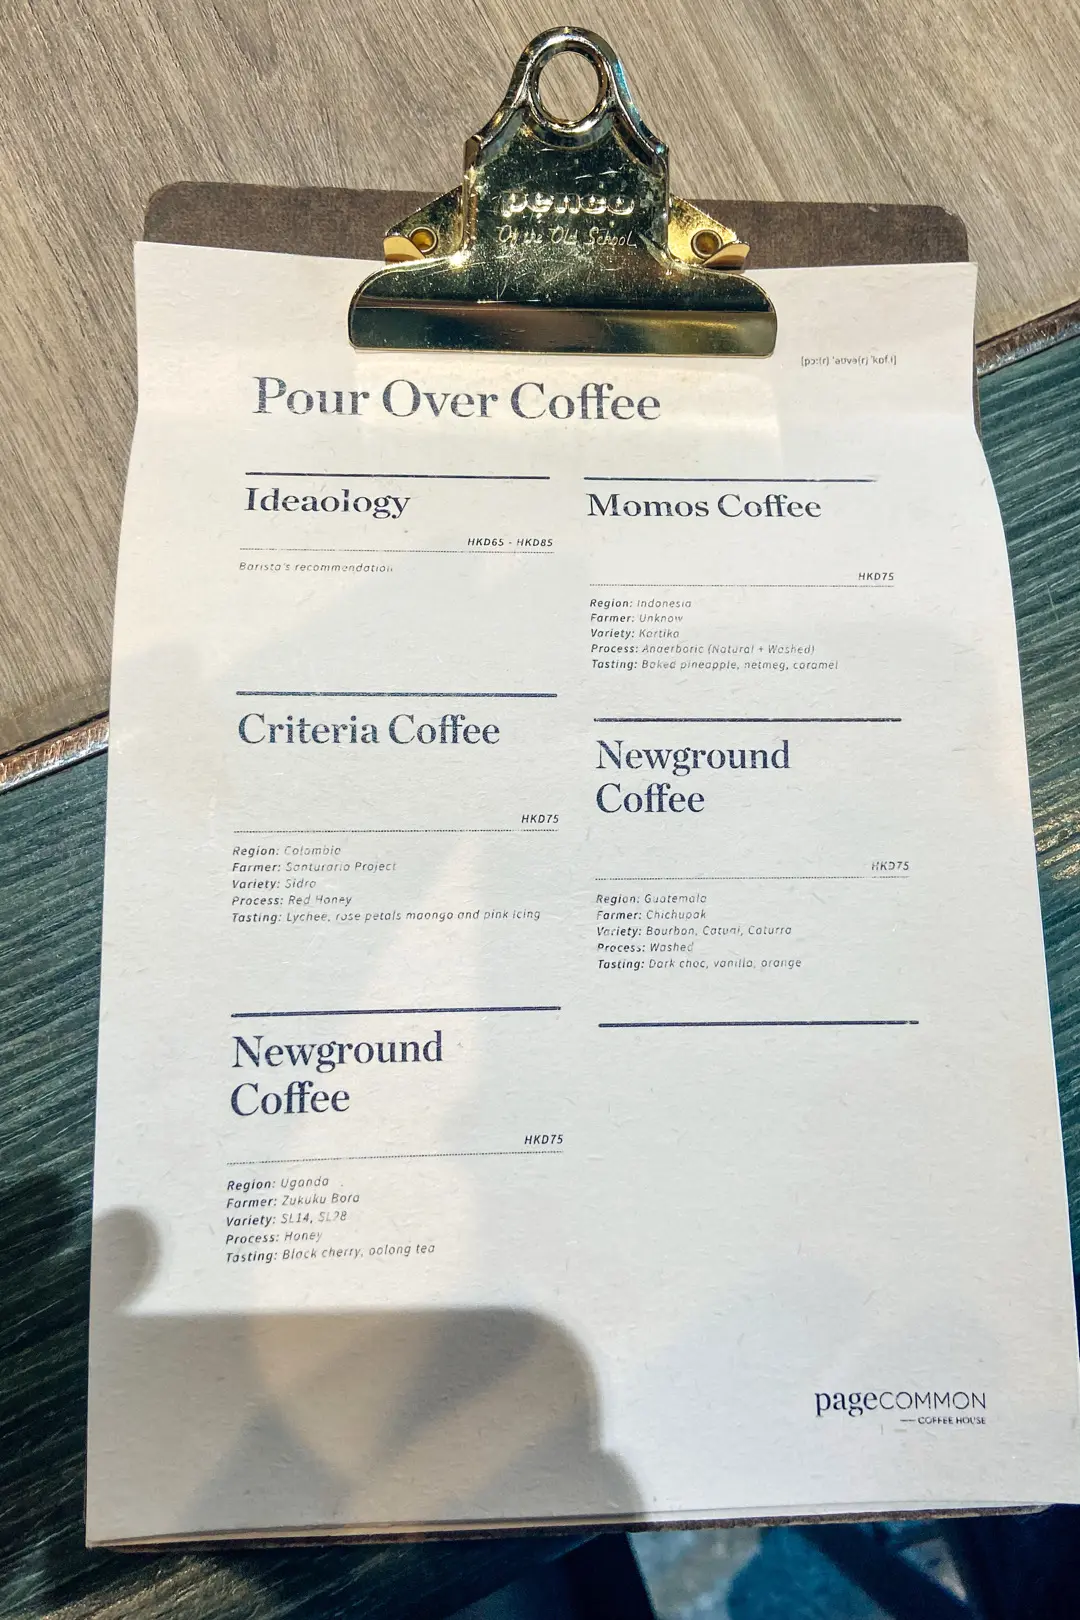 penco
Of the Old School
[pɔː(r) ˈəʊvə(r) ˈkɒf.i]
Pour Over Coffee
Ideaology
HKD65 - HKD85
Barista's recommendation
Criteria Coffee
HKD75
Region: Colombia
Farmer: Santurario Project
Variety: Sidra
Process: Red Honey
Tasting: Lychee, rose petals maango and pink icing
Newground
Coffee
HKD75
Region: Uganda
Farmer: Zukuku Bora
Variety: SL14, SL28
Process: Honey
Tasting: Black cherry, oolong tea
Momos Coffee
HKD75
Region: Indonesia
Farmer: Unknow
Variety: Kartika
Process: Anaerboric (Natural + Washed)
Tasting: Baked pineapple, netmeg, caramel
Newground
Coffee
HKD75
Region: Guatemala
Farmer: Chichupak
Variety: Bourbon, Catuai, Caturra
Process: Washed
Tasting: Dark choc, vanilla, orange
pageCOMMON
— COFFEE HOUSE